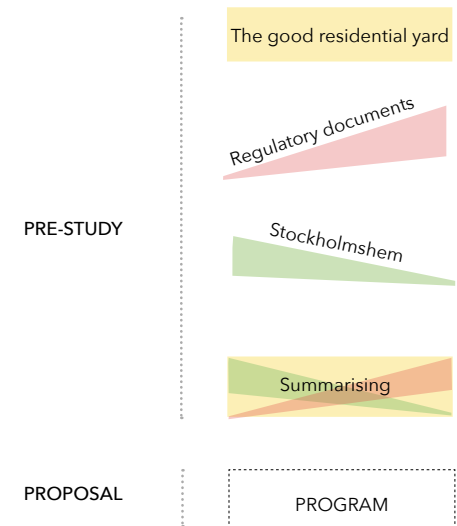 The good residential yard
Regulatory documents
PRE-STUDY
Stockholmshem
Summarising
PROPOSAL
PROGRAM